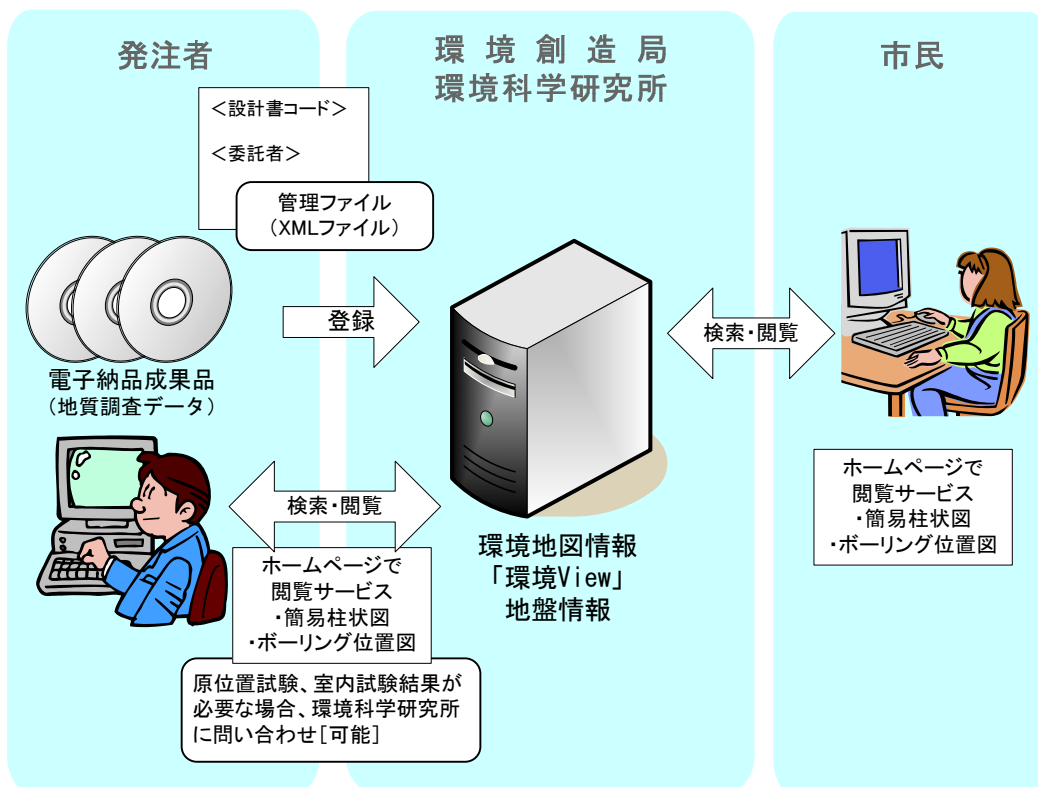 発注者
環境創造局
環境科学研究所
市民
＜設計書コード＞
＜委託者＞
管理ファイル
（XMLファイル）
登録
電子納品成果品
（地質調査データ）
検索・閲覧
ホームページで
閲覧サービス
・簡易柱状図
・ボーリング位置図
原位置試験、室内試験結果が
必要な場合、環境科学研究所
に問い合わせ［可能］
環境地図情報
「環境View」
地盤情報
検索・閲覧
ホームページで
閲覧サービス
・簡易柱状図
・ボーリング位置図